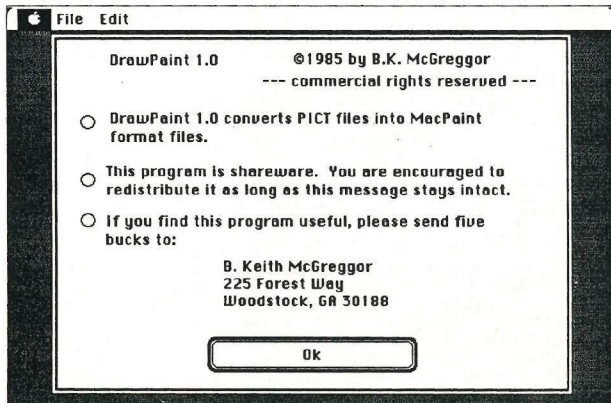 File Edit
DrawPaint 1.0 ©1985 by B.K. McGreggor
--- commercial rights reserved ---
DrawPaint 1.0 converts PICT files into MacPaint
format files.
This program is shareware. You are encouraged to
redistribute it as long as this message stays intact.
If you find this program useful, please send five
bucks to:
B. Keith McGreggor
225 Forest Way
Woodstock, GA 30188
Ok